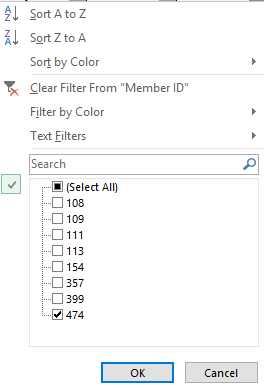 Sort A to Z
Sort Z to A
Sort by Color
Clear Filter From "Member ID"
Filter by Color
Text Filters
Search
(Select All)
108
109
111
113
154
357
399
474
OK
Cancel